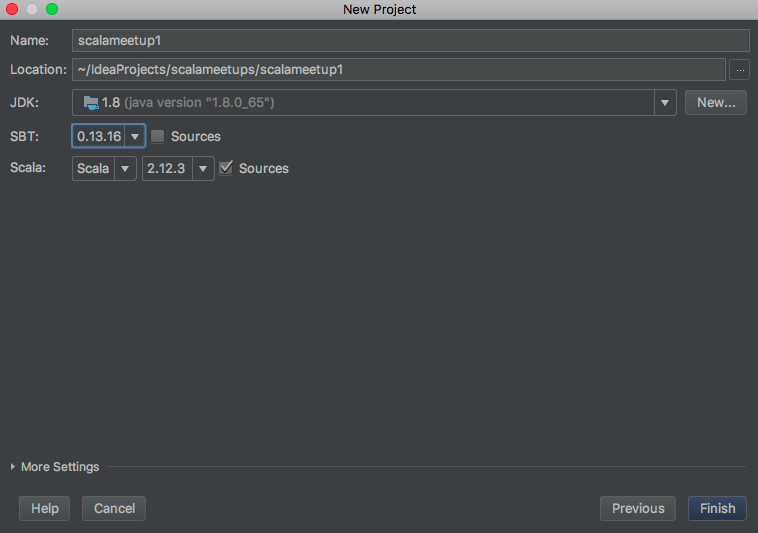 New Project
Name: scalameetup1
Location: ~/IdeaProjects/scalameetups/scalameetup1 ...
JDK: 1.8 (java version "1.8.0_65") New...
SBT: 0.13.16 Sources
Scala: Scala 2.12.3 Sources
More Settings
Help Cancel Previous Finish